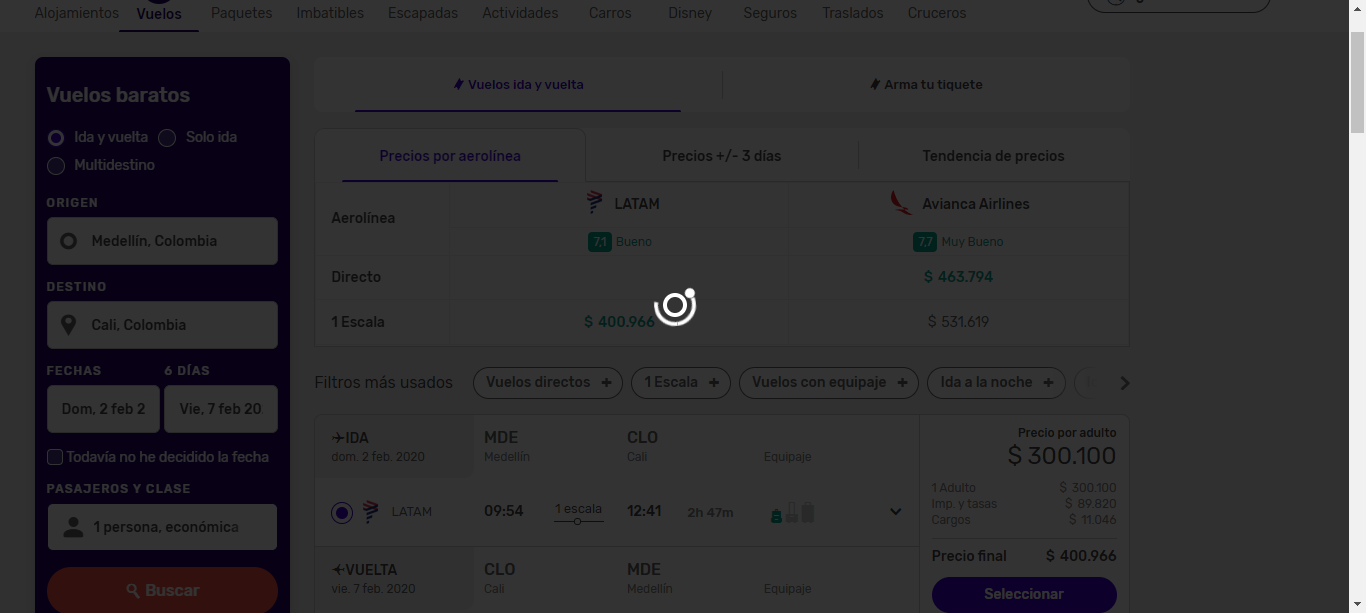 Alojamientos Vuelos Paquetes Imbatibles Escapadas Actividades Carros Disney Seguros Traslados Cruceros
Vuelos baratos
Ida y vuelta Solo ida
Multidestino
ORIGEN
Medellín, Colombia
DESTINO
Cali, Colombia
FECHAS 6 DÍAS
Dom, 2 feb 2 Vie, 7 feb 20
Todavía no he decidido la fecha
PASAJEROS Y CLASE
1 persona, económica
Buscar
Vuelos ida y vuelta Arma tu tiquete
Precios por aerolínea Precios +/- 3 días Tendencia de precios
Aerolínea LATAM Avianca Airlines
7,1 Bueno 7,7 Muy Bueno
Directo $ 463.794
1 Escala $ 400.966 $ 531.619
Filtros más usados Vuelos directos + 1 Escala + Vuelos con equipaje + Ida a la noche +
IDA MDE CLO
dom. 2 feb. 2020 Medellín Cali Equipaje
LATAM 09:54 1 escala 12:41 2h 47m
VUELTA CLO MDE
vie. 7 feb. 2020 Cali Medellín Equipaje
Precio por adulto
$ 300.100
1 Adulto $ 300.100
Imp. y tasas $ 89.820
Cargos $ 11.046
Precio final $ 400.966
Seleccionar